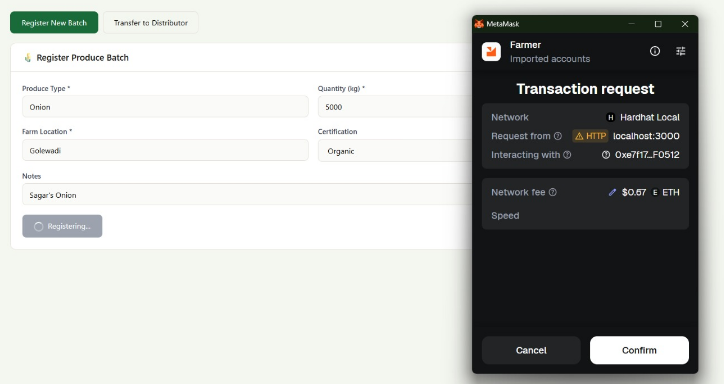 Register New Batch
Transfer to Distributor
Register Produce Batch
Produce Type *
Quantity (kg) *
Onion
5000
Farm Location *
Certification
Golewadi
Organic
Notes
Sagar's Onion
Registering...
MetaMask
Farmer
Imported accounts
Transaction request
Network
H Hardhat Local
Request from
HTTP localhost:3000
Interacting with
0xe7f17...F0512
Network fee
$0.67 E ETH
Speed
Cancel
Confirm